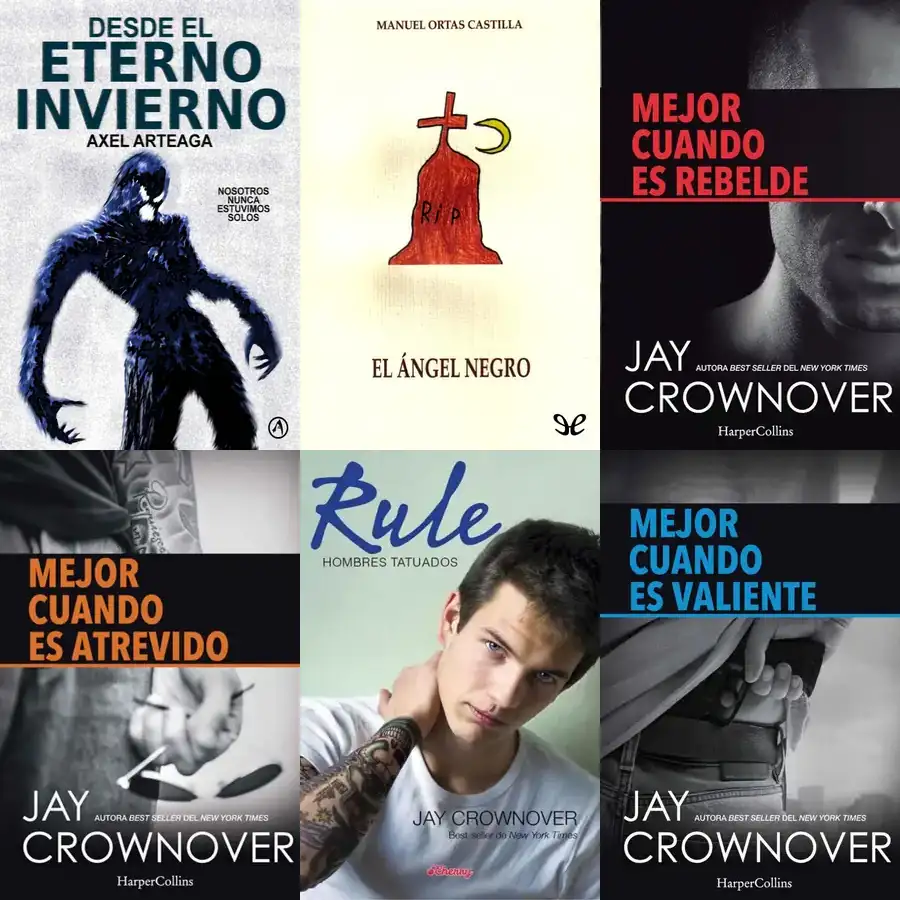 DESDE EL
ETERNO
INVIERNO
AXEL ARTEAGA
NOSOTROS
NUNCA
ESTUVIMOS
SOLOS
A
MANUEL ORTAS CASTILLA
RiP
EL ÁNGEL NEGRO
MEJOR
CUANDO
ES REBELDE
JAY
AUTORA BEST SELLER DEL NEW YORK TIMES
CROWNOVER
HarperCollins
MEJOR
CUANDO
ES ATREVIDO
JAY
AUTORA BEST SELLER DEL NEW YORK TIMES
CROWNOVER
HarperCollins
Rule
HOMBRES TATUADOS
JAY CROWNOVER
Best seller de New York Times
Cherry
MEJOR
CUANDO
ES VALIENTE
JAY
AUTORA BEST SELLER DEL NEW YORK TIMES
CROWNOVER
HarperCollins